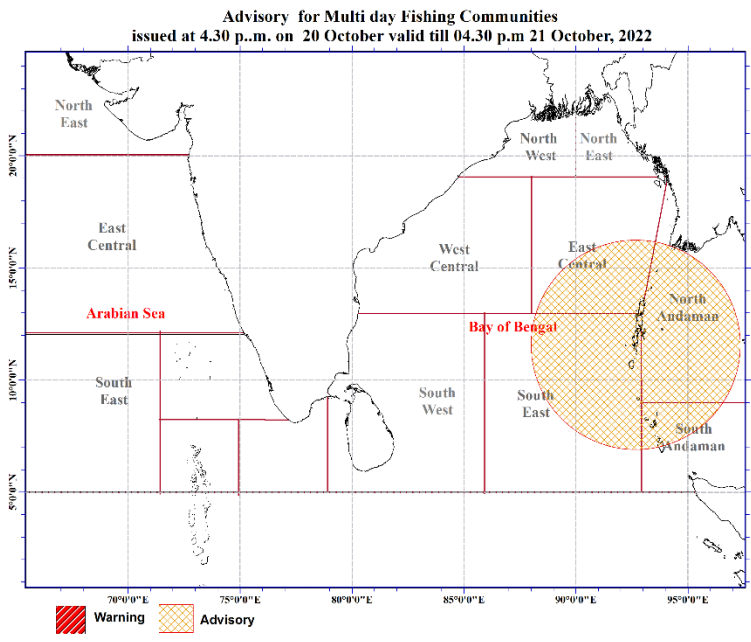 Advisory for Multi day Fishing Communities
issued at 4.30 p..m. on 20 October valid till 04.30 p.m 21 October, 2022
North
East
North
West
North
East
20°0'0"N
East
Central
West
Central
East
Central
15°0'0"N
Arabian Sea
Bay of Bengal
North
Andaman
10°0'0"N
South
East
South
West
South
East
South
Andaman
5°0'0"N
70°0'0"E
75°0'0"E
80°0'0"E
85°0'0"E
90°0'0"E
95°0'0"E
Warning
Advisory